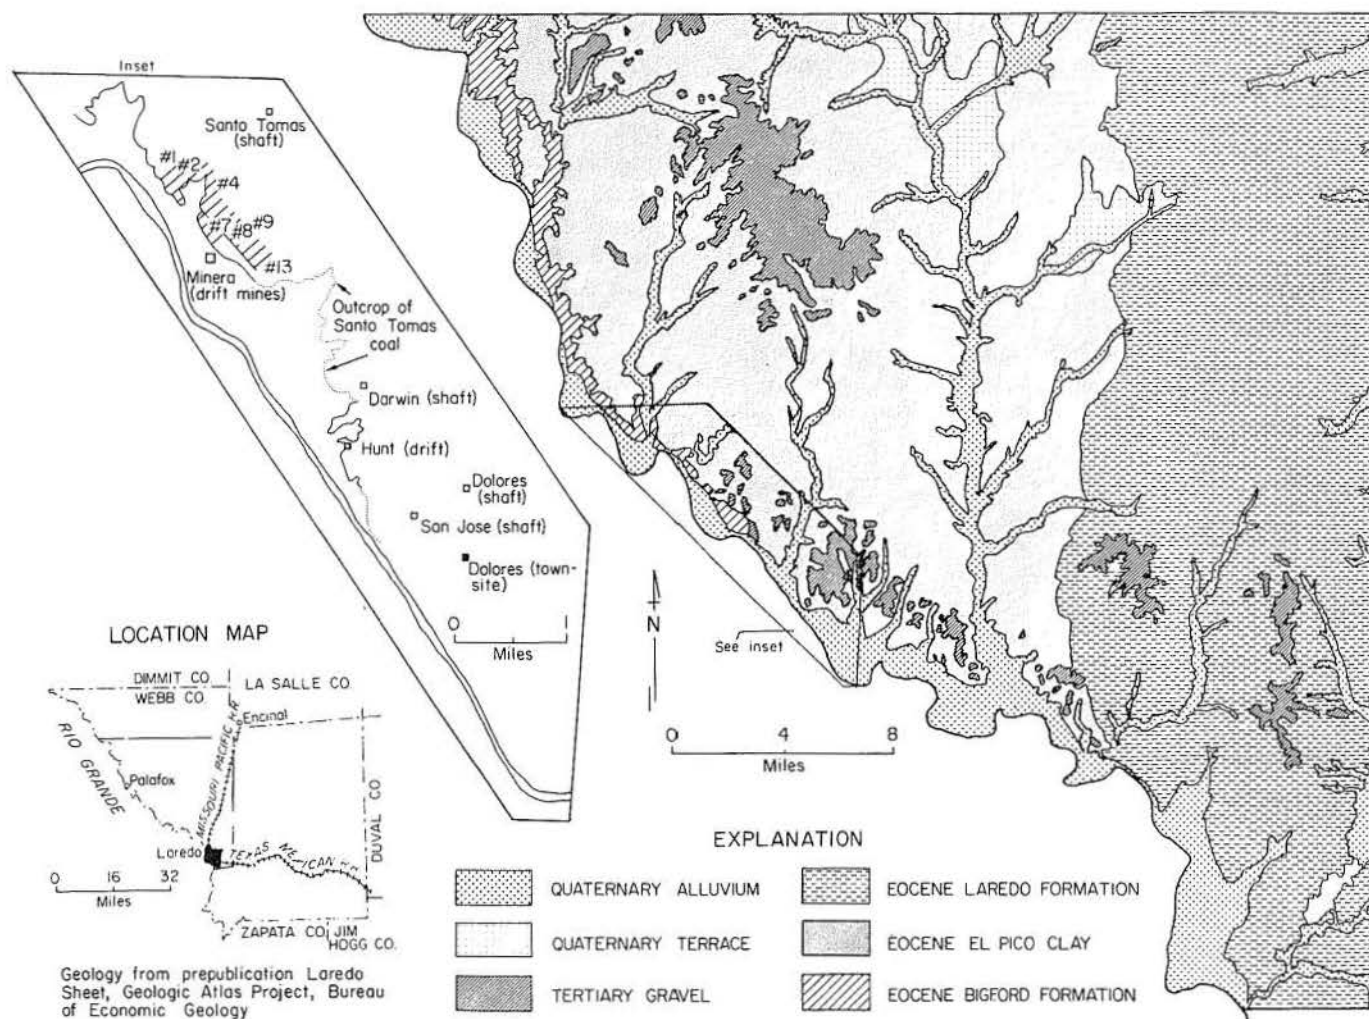 Inset
Santo Tomas
(shaft)
#1
#2
#4
#7
#8
#9
#13
Minera
(drift mines)
Outcrop of
Santo Tomas
coal
Darwin (shaft)
Hunt (drift)
Dolores
(shaft)
San Jose (shaft)
Dolores (town-
site)
0 1
Miles
N
See inset
0 4 8
Miles
LOCATION MAP
DIMMIT CO.
WEBB CO.
LA SALLE CO.
Encinal
RIO GRANDE
MISSOURI PACIFIC R.R.
Palafox
DUVAL CO.
Laredo
TEXAS MEXICAN R.R.
0 16 32
Miles
ZAPATA CO.
JIM
HOGG CO.
Geology from prepublication Laredo
Sheet, Geologic Atlas Project, Bureau
of Economic Geology
EXPLANATION
QUATERNARY ALLUVIUM
QUATERNARY TERRACE
TERTIARY GRAVEL
EOCENE LAREDO FORMATION
EOCENE EL PICO CLAY
EOCENE BIGFORD FORMATION